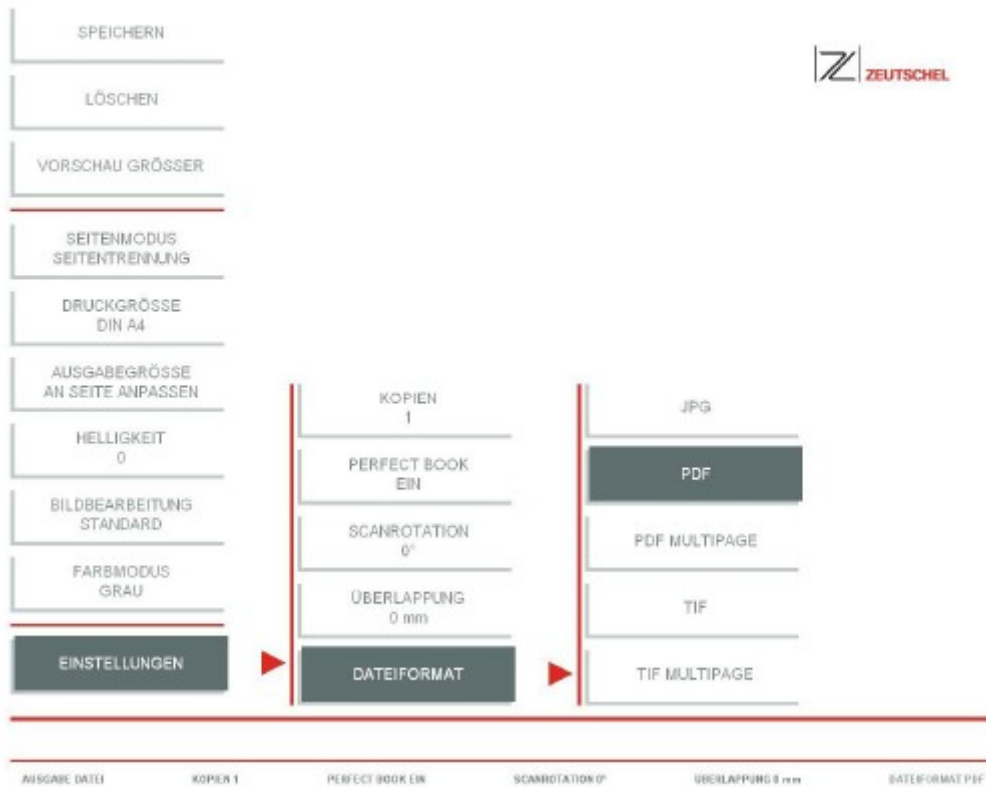 SPEICHERN
LÖSCHEN
VORSCHAU GRÖSSER
SEITENMODUS
SEITENTRENNUNG
DRUCKGRÖSSE
DIN A4
AUSGABEGRÖSSE
AN SEITE ANPASSEN
HELLIGKEIT
0
BILDBEARBEITUNG
STANDARD
FARBMODUS
GRAU
EINSTELLUNGEN
KOPIEN
1
PERFECT BOOK
EIN
SCANROTATION
0°
ÜBERLAPPUNG
0 mm
DATEIFORMAT
JPG
PDF
PDF MULTIPAGE
TIF
TIF MULTIPAGE
ZEUTSCHEL
AUSGABE DATEI KOPIEN 1 PERFECT BOOK EIN SCANROTATION 0° ÜBERLAPPUNG 0 mm DATEIFORMAT PDF